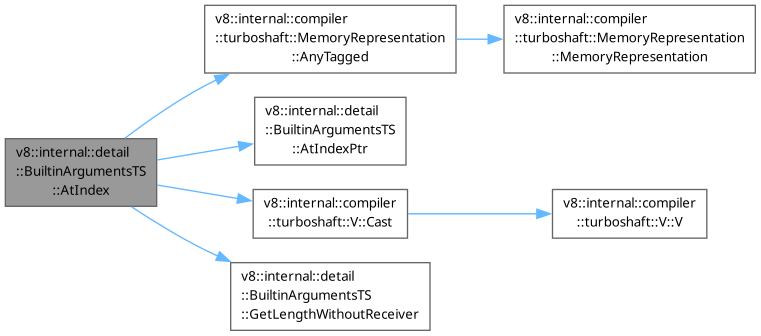 v8::internal::compiler
::turboshaft::MemoryRepresentation
::AnyTagged
v8::internal::compiler
::turboshaft::MemoryRepresentation
::MemoryRepresentation
v8::internal::detail
::BuiltinArgumentsTS
::AtIndexPtr
v8::internal::detail
::BuiltinArgumentsTS
::AtIndex
v8::internal::compiler
::turboshaft::V::Cast
v8::internal::compiler
::turboshaft::V::V
v8::internal::detail
::BuiltinArgumentsTS
::GetLengthWithoutReceiver